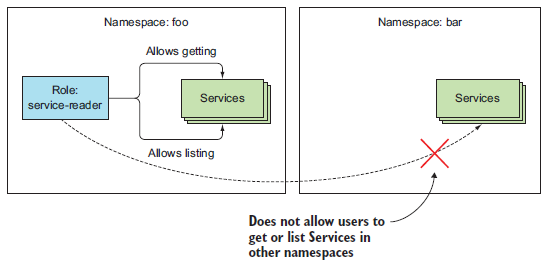 Namespace: foo
Namespace: bar
Allows getting
Role:
service-reader
Services
Services
Allows listing
Does not allow users to
get or list Services in
other namespaces